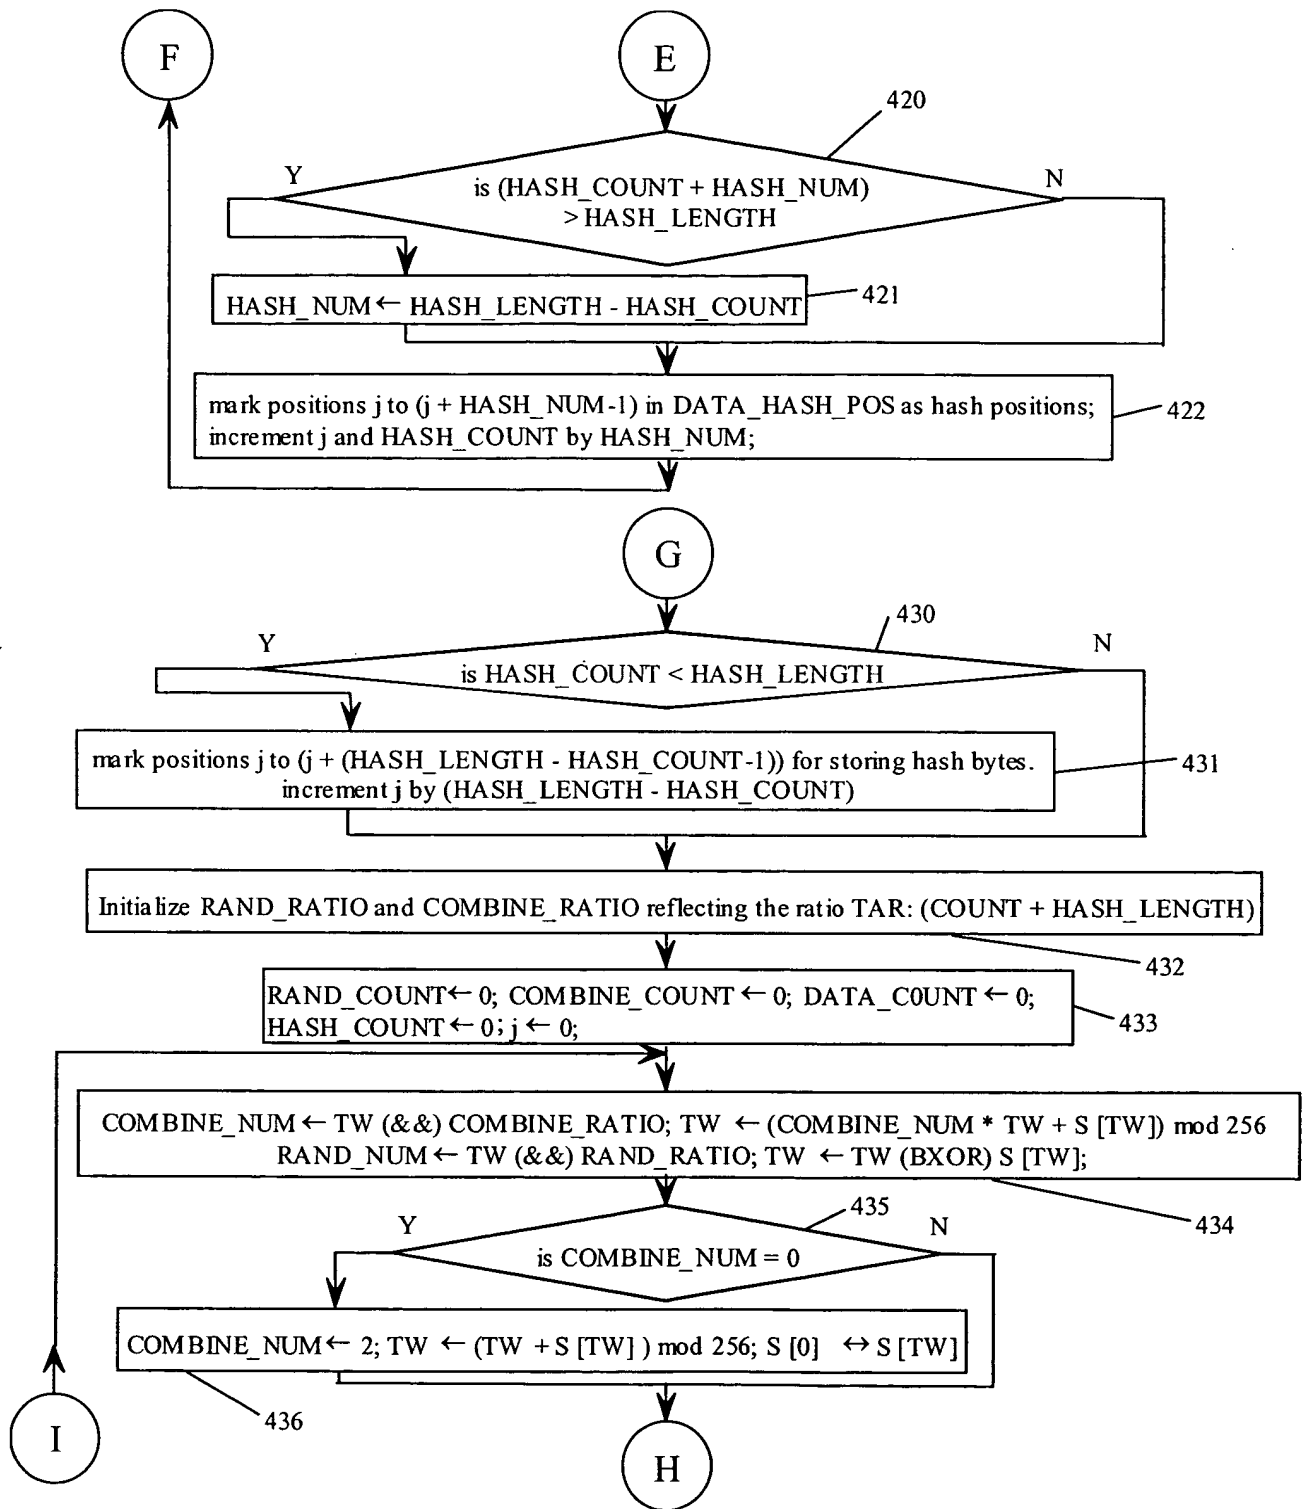 F
E
420
Y
N
is (HASH_COUNT + HASH_NUM)
> HASH_LENGTH
HASH_NUM ← HASH_LENGTH - HASH_COUNT
421
mark positions j to (j + HASH_NUM-1) in DATA_HASH_POS as hash positions;
increment j and HASH_COUNT by HASH_NUM;
422
G
430
Y
N
is HASH_COUNT < HASH_LENGTH
mark positions j to (j + (HASH_LENGTH - HASH_COUNT-1)) for storing hash bytes.
increment j by (HASH_LENGTH - HASH_COUNT)
431
Initialize RAND_RATIO and COMBINE_RATIO reflecting the ratio TAR: (COUNT + HASH_LENGTH)
432
RAND_COUNT ← 0; COMBINE_COUNT ← 0; DATA_C0UNT ← 0;
HASH_COUNT ← 0; j ← 0;
433
COMBINE_NUM ← TW (&&) COMBINE_RATIO; TW ← (COMBINE_NUM * TW + S [TW]) mod 256
RAND_NUM ← TW (&&) RAND_RATIO; TW ← TW (BXOR) S [TW];
434
435
Y
N
is COMBINE_NUM = 0
COMBINE_NUM ← 2; TW ← (TW + S [TW] ) mod 256; S [0] ↔ S [TW]
436
I
H